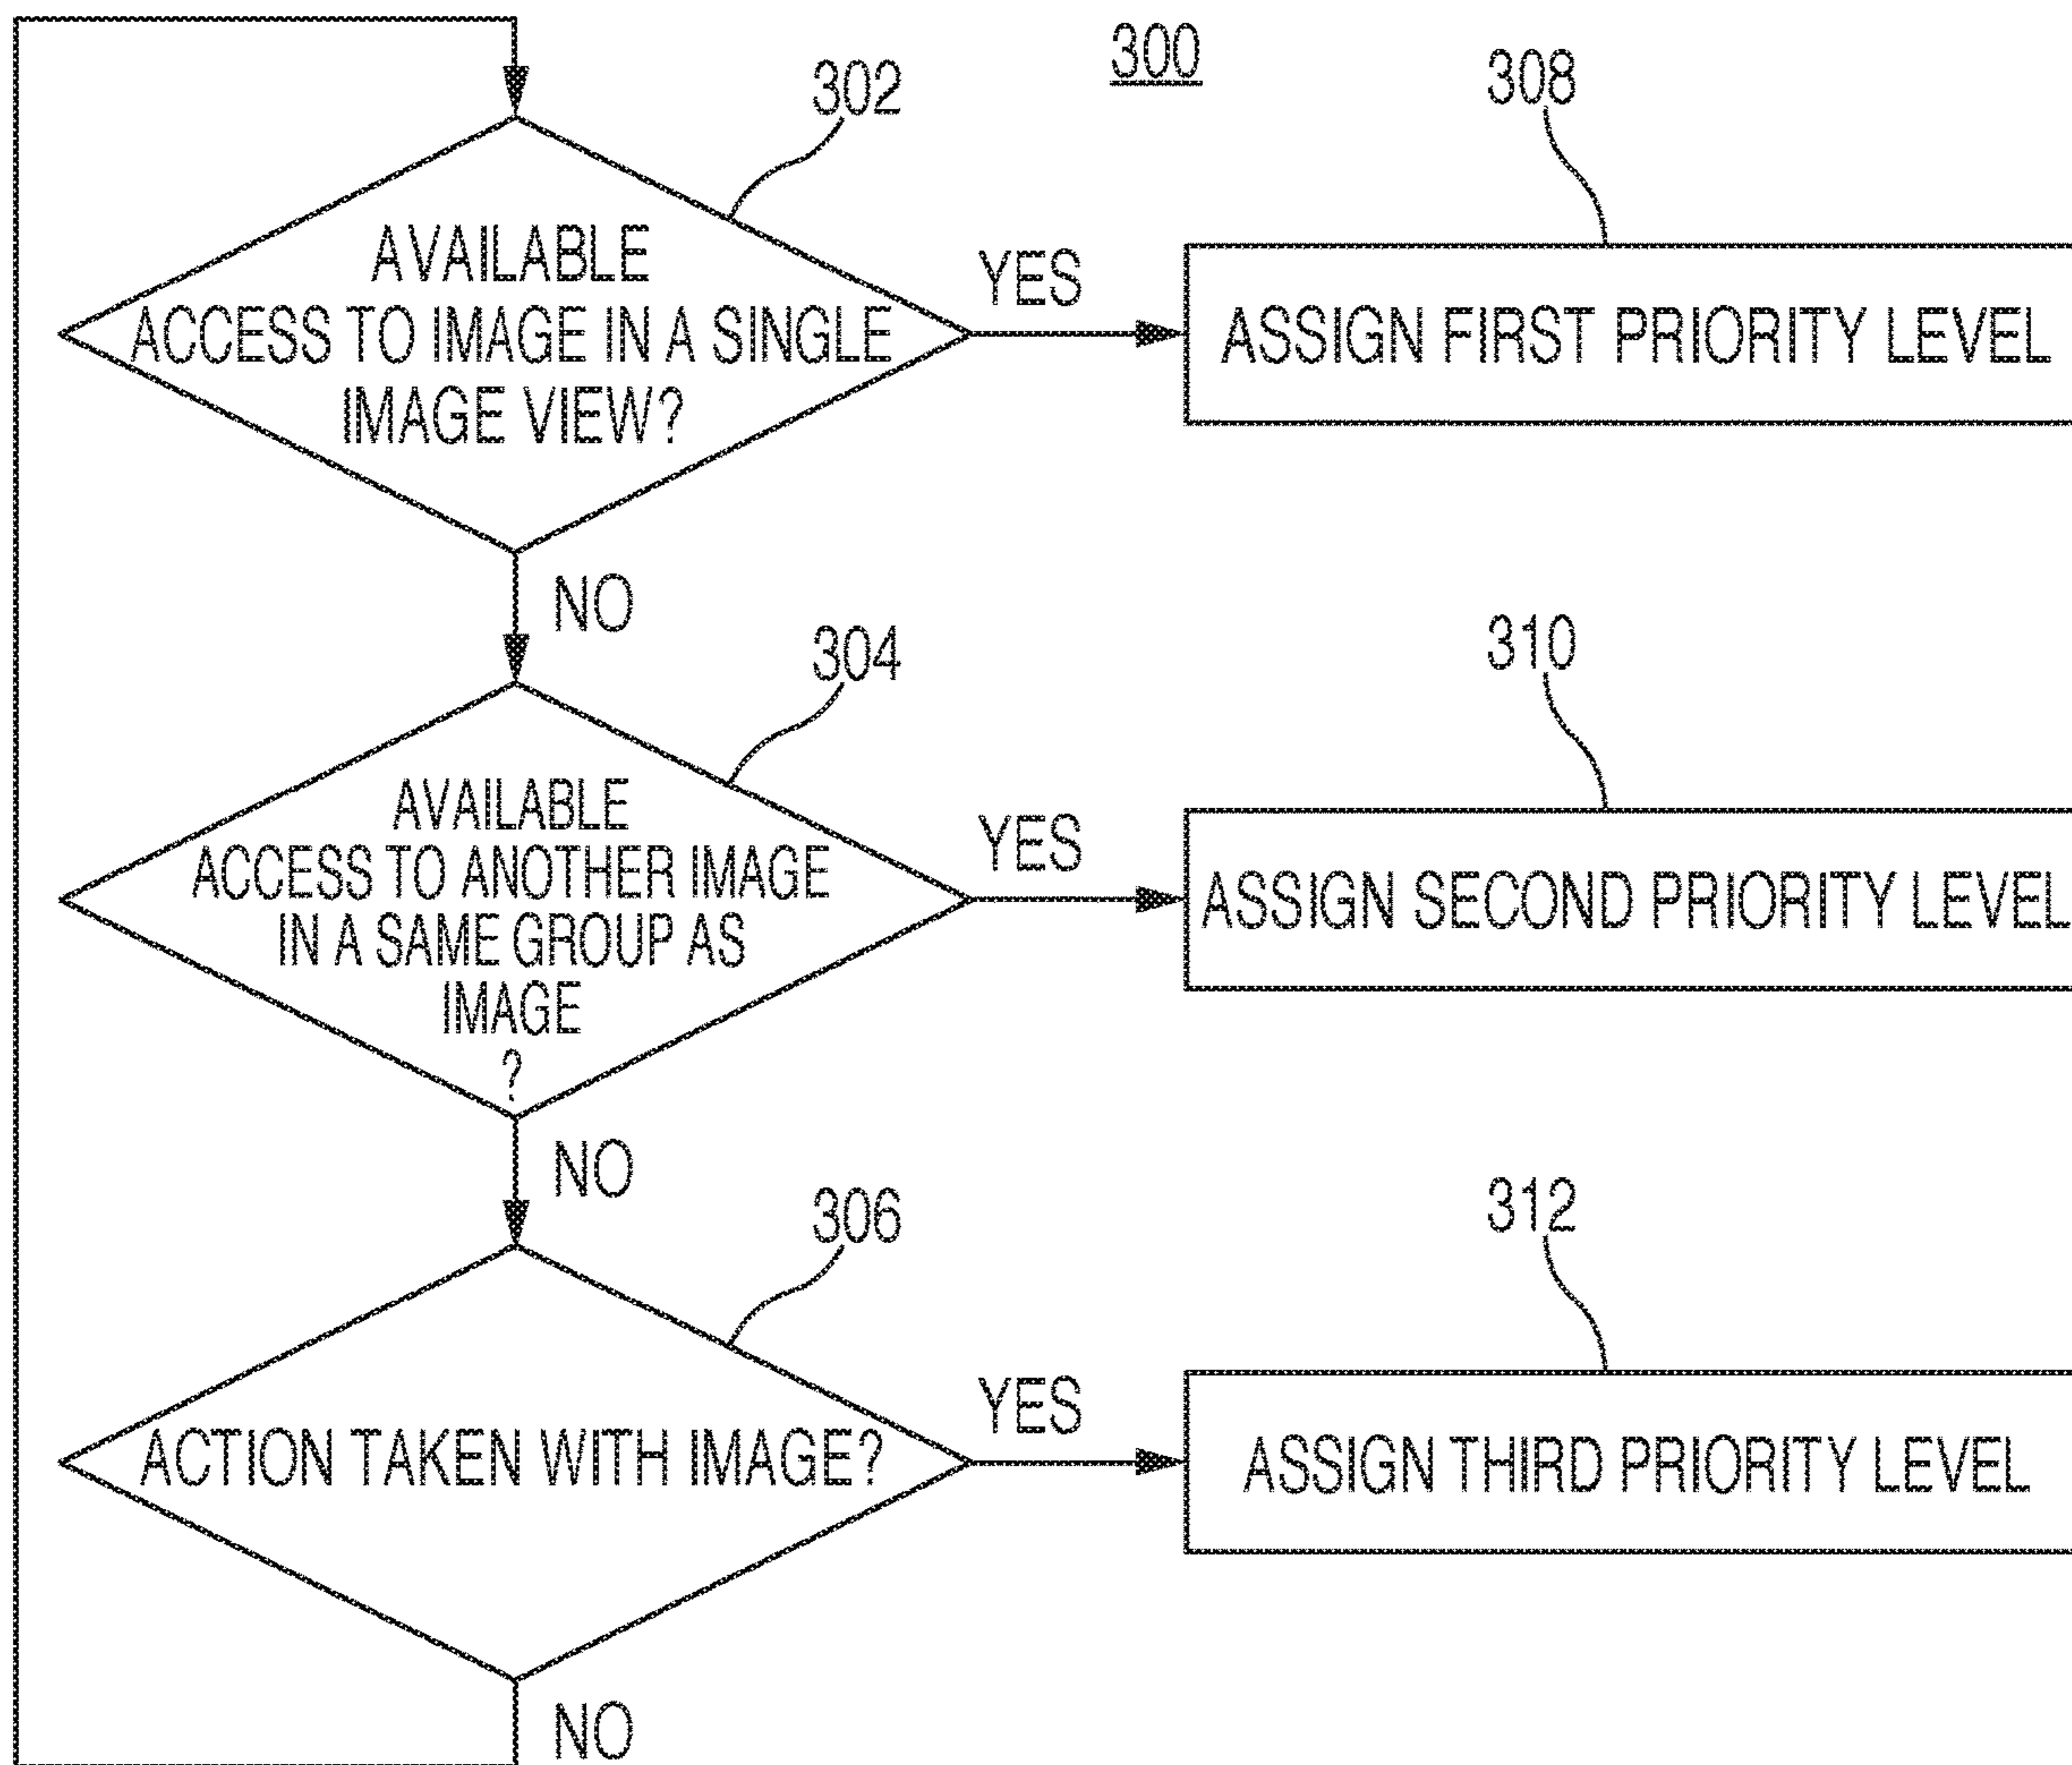 300
302
308
AVAILABLE
ACCESS TO IMAGE IN A SINGLE
IMAGE VIEW?
YES
ASSIGN FIRST PRIORITY LEVEL
NO
304
310
AVAILABLE
ACCESS TO ANOTHER IMAGE
IN A SAME GROUP AS
IMAGE
?
YES
ASSIGN SECOND PRIORITY LEVEL
NO
306
312
ACTION TAKEN WITH IMAGE?
YES
ASSIGN THIRD PRIORITY LEVEL
NO